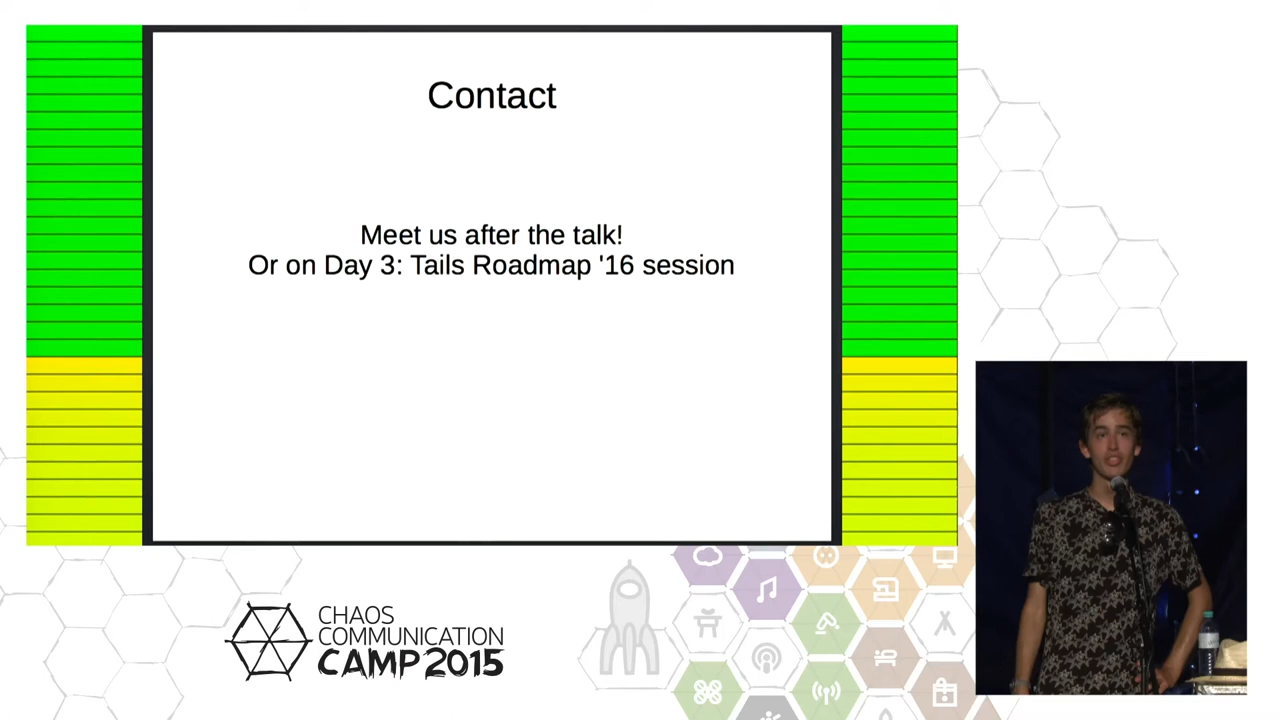 Contact
Meet us after the talk!
Or on Day 3: Tails Roadmap '16 session
CHAOS
COMMUNICATION
CAMP 2015